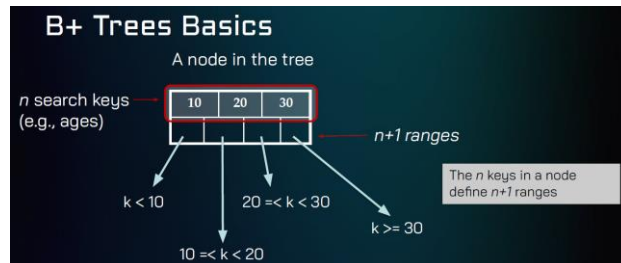 B+ Trees Basics
A node in the tree
n search keys
(e.g., ages)
10 20 30
n+1 ranges
The n keys in a node
define n+1 ranges
k < 10
20 =< k < 30
k >= 30
10 =< k < 20